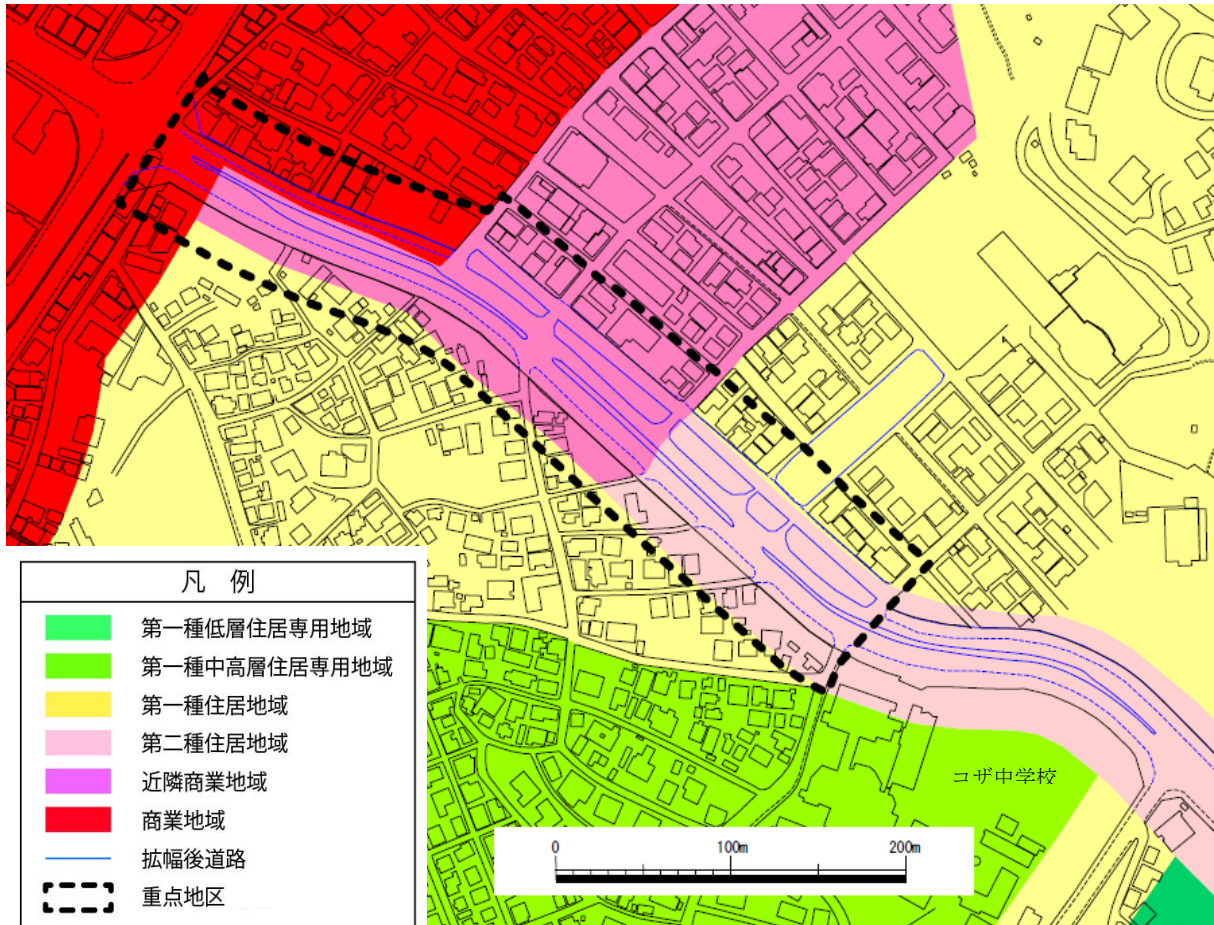 凡 例
第一種低層住居専用地域
第一種中高層住居専用地域
第一種住居地域
第二種住居地域
近隣商業地域
商業地域
拡幅後道路
重点地区
コザ中学校
0 100m 200m